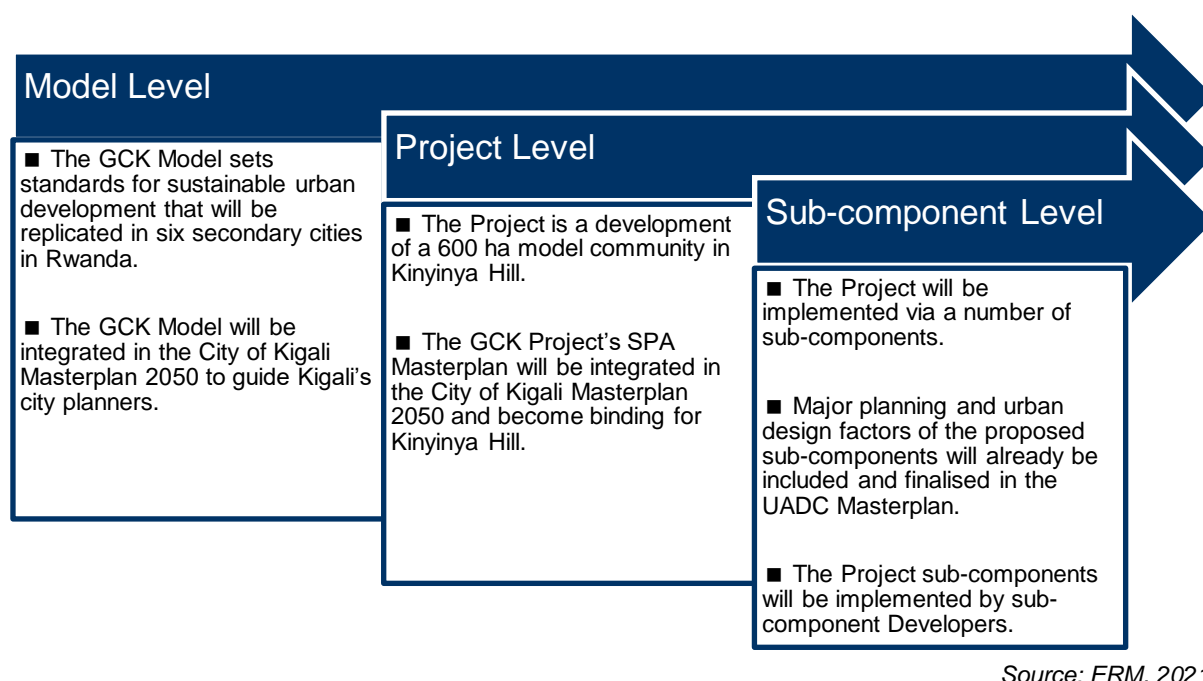 Model Level
■ The GCK Model sets
standards for sustainable urban
development that will be
replicated in six secondary cities
in Rwanda.
■ The GCK Model will be
integrated in the City of Kigali
Masterplan 2050 to guide Kigali's
city planners.
Project Level
■ The Project is a development
of a 600 ha model community in
Kinyinya Hill.
■ The GCK Project's SPA
Masterplan will be integrated in
the City of Kigali Masterplan
2050 and become binding for
Kinyinya Hill.
Sub-component Level
■ The Project will be
implemented via a number of
sub-components.
■ Major planning and urban
design factors of the proposed
sub-components will already be
included and finalised in the
UADC Masterplan.
■ The Project sub-components
will be implemented by sub-
component Developers.
Source: ERM, 2021